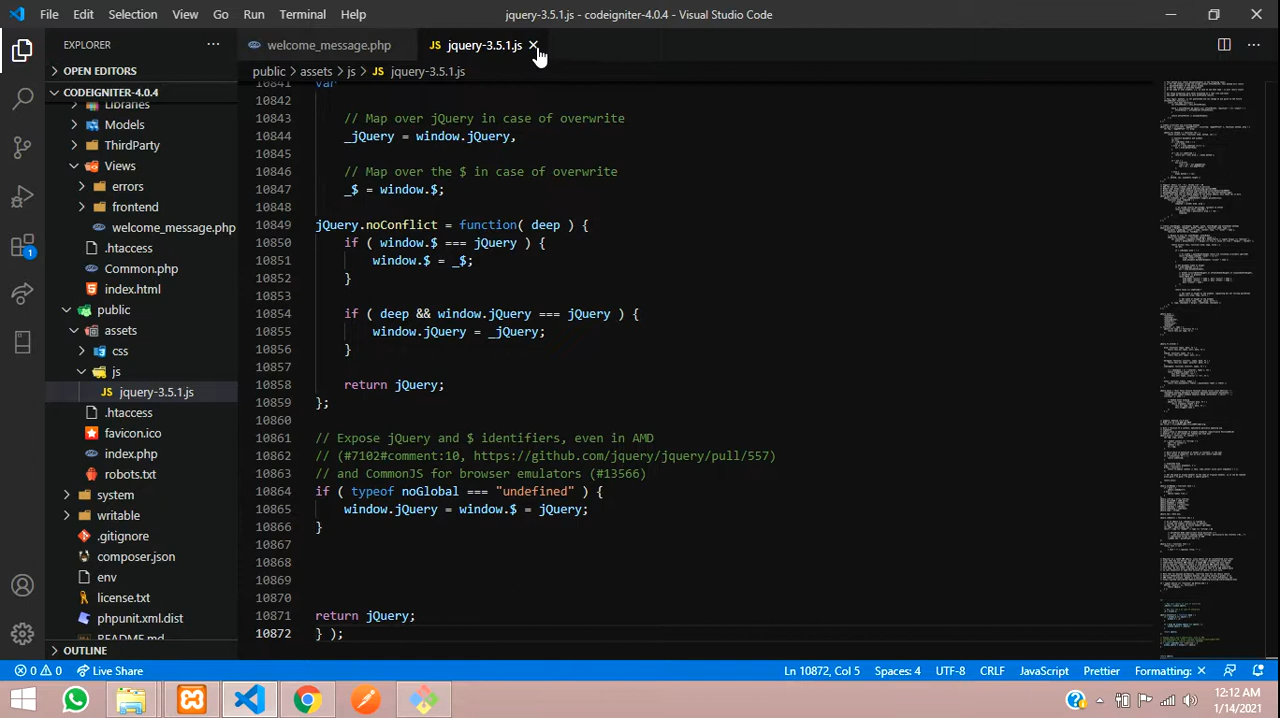 File Edit Selection View Go Run Terminal Help
jquery-3.5.1.js - codeigniter-4.0.4 - Visual Studio Code
EXPLORER
welcome_message.php
JS jquery-3.5.1.js
OPEN EDITORS
public > assets > js > JS jquery-3.5.1.js
CODEIGNITER-4.0.4
Libraries
Models
ThirdParty
Views
errors
frontend
welcome_message.php
.htaccess
Common.php
index.html
public
assets
css
js
JS jquery-3.5.1.js
.htaccess
favicon.ico
index.php
robots.txt
system
writable
.gitignore
composer.json
env
license.txt
phpunit.xml.dist
README.md
OUTLINE
10841 var
10842
10843 // Map over jQuery in case of overwrite
10844 _jQuery = window.jQuery,
10845
10846 // Map over the $ in case of overwrite
10847 _$ = window.$;
10848
10849 jQuery.noConflict = function( deep ) {
10850 if ( window.$ === jQuery ) {
10851 window.$ = _$;
10852 }
10853
10854 if ( deep && window.jQuery === jQuery ) {
10855 window.jQuery = _jQuery;
10856 }
10857
10858 return jQuery;
10859 };
10860
10861 // Expose jQuery and $ identifiers, even in AMD
10862 // (#7102#comment:10, https://github.com/jquery/jquery/pull/557)
10863 // and CommonJS for browser emulators (#13566)
10864 if ( typeof noGlobal === "undefined" ) {
10865 window.jQuery = window.$ = jQuery;
10866 }
10867
10868
10869
10870
10871 return jQuery;
10872 } );
0 0 Live Share
Ln 10872, Col 5 Spaces: 4 UTF-8 CRLF JavaScript Prettier Formatting: ×
12:12 AM
1/14/2021